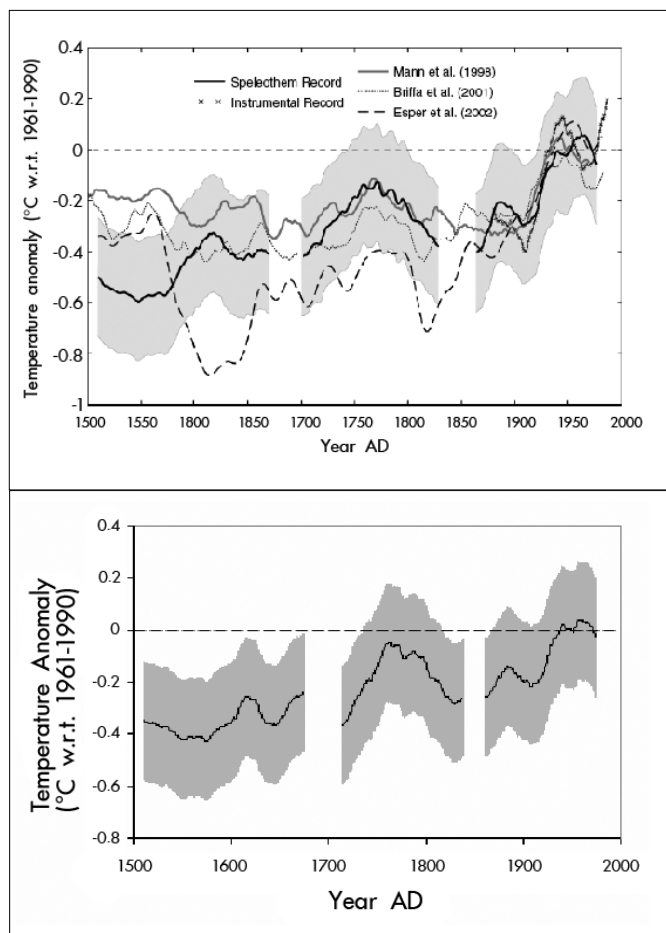 0.4
0.2
0
-0.2
-0.4
-0.6
-0.8
-1
Temperature anomaly (°C w.r.t. 1961-1990)
Spelecthem Record
Instrumental Record
Mann et al. (1998)
Briffa et al. (2001)
Esper et al. (2002)
1500 1550 1600 1650 1700 1750 1800 1850 1900 1950 2000
Year AD
0.4
0.2
0
-0.2
-0.4
-0.6
-0.8
Temperature Anomaly
(°C w.r.t. 1961-1990)
1500 1600 1700 1800 1900 2000
Year AD